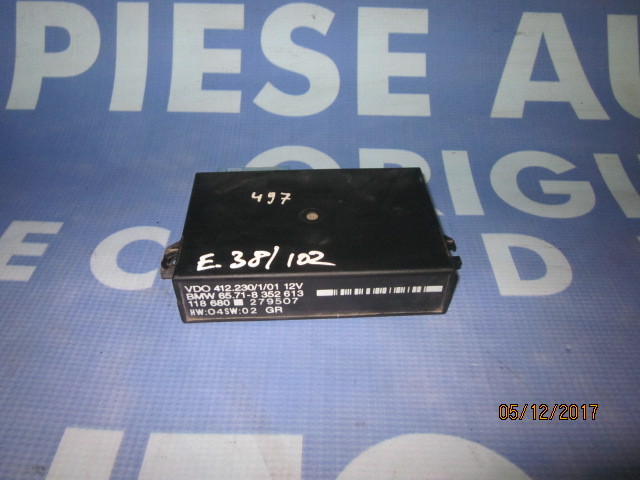 PIESE AU
ORIGI
E C D
497
E.38/102
VDO 412.230/1/01 12V
BMW 65.71-8 352 613
118 680 279507
HW:04SW:02 GR
05/12/2017